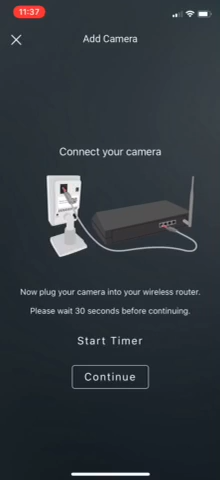 11:37
Add Camera
Connect your camera
Now plug your camera into your wireless router.
Please wait 30 seconds before continuing.
Start Timer
Continue